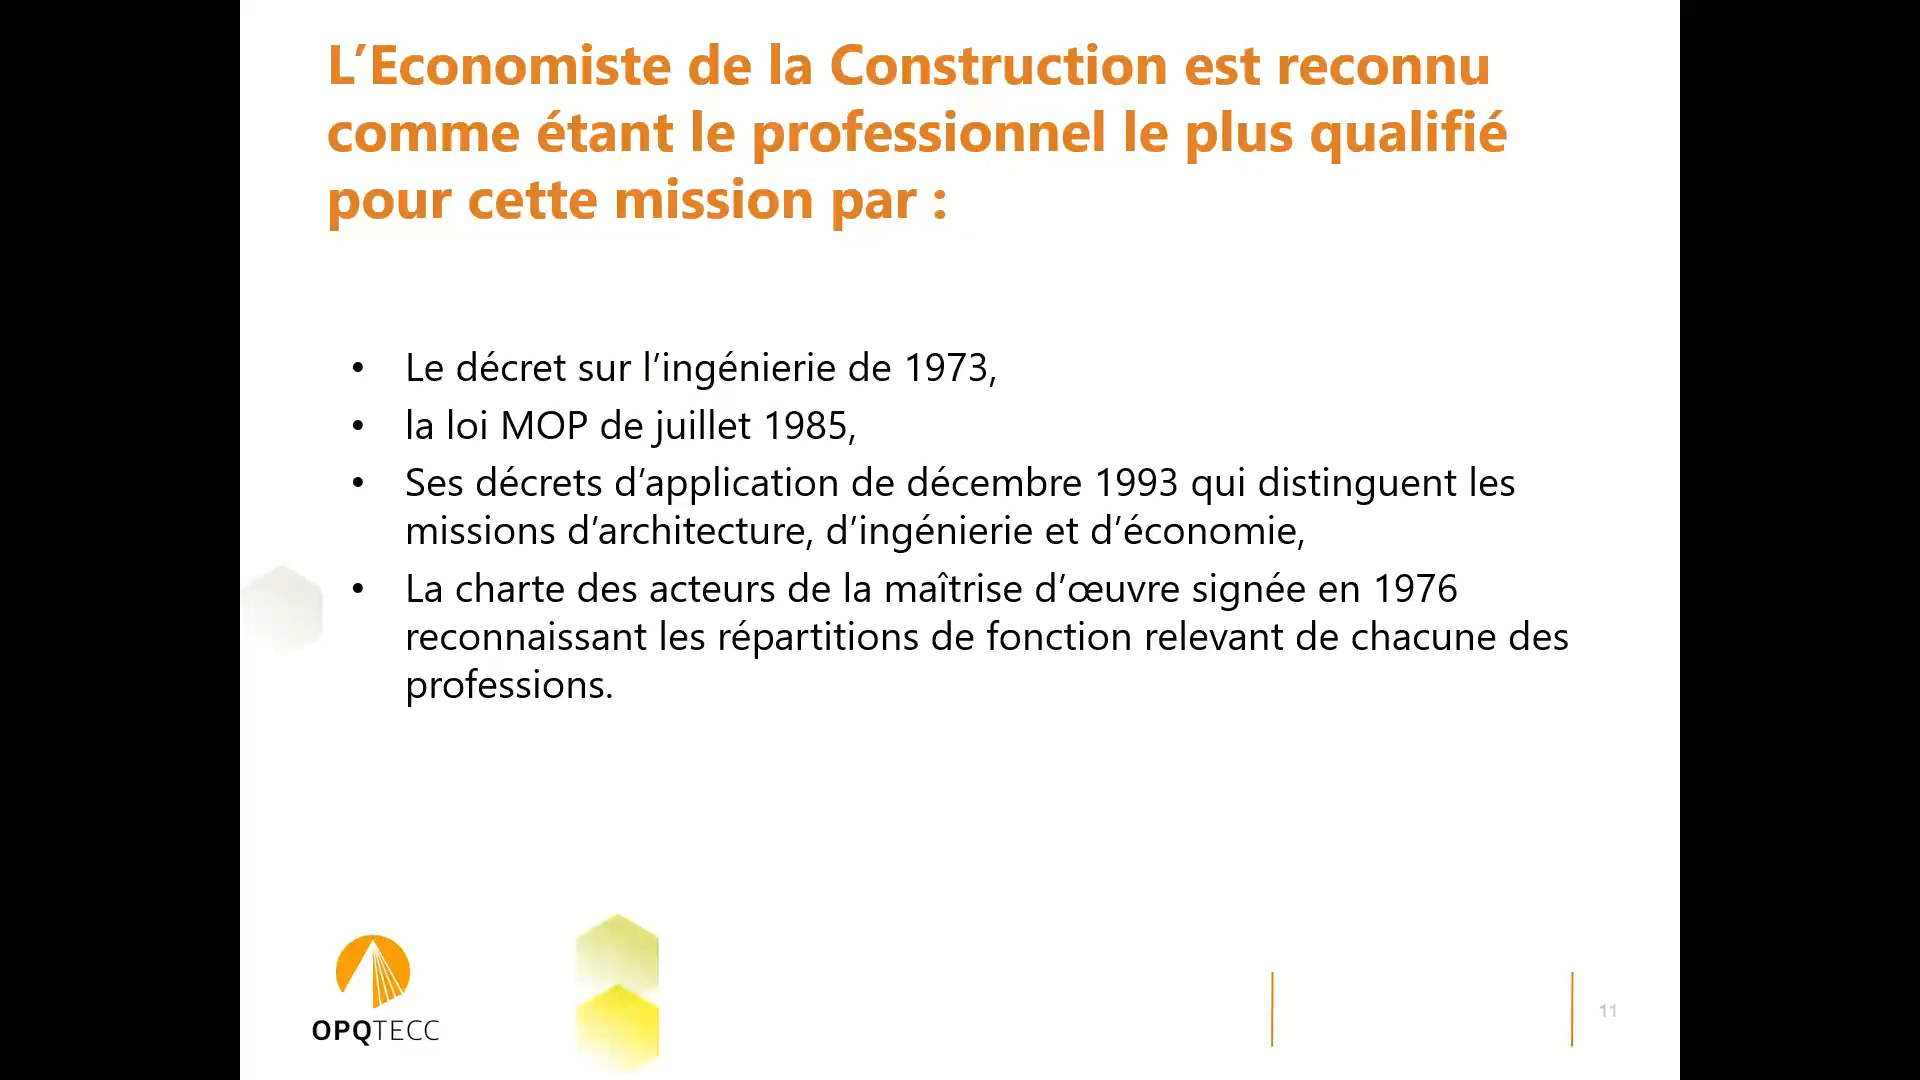 L’Economiste de la Construction est reconnu
comme étant le professionnel le plus qualifié
pour cette mission par :
• Le décret sur l’ingénierie de 1973,
• la loi MOP de juillet 1985,
• Ses décrets d’application de décembre 1993 qui distinguent les
missions d’architecture, d’ingénierie et d’économie,
• La charte des acteurs de la maîtrise d’œuvre signée en 1976
reconnaissant les répartitions de fonction relevant de chacune des
professions.
OPQTECC
11